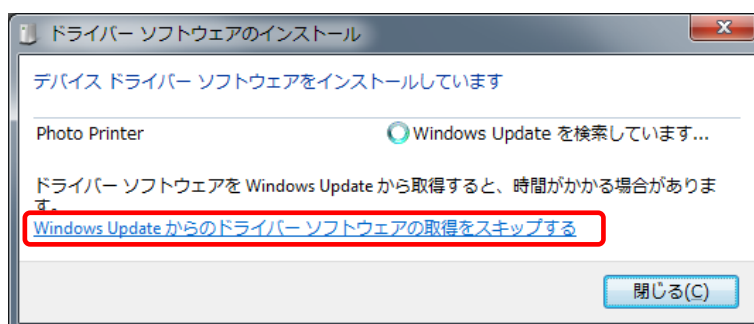 ドライバー ソフトウェアのインストール
デバイス ドライバー ソフトウェアをインストールしています
Photo Printer
Windows Update を検索しています...
ドライバー ソフトウェアを Windows Update から取得すると、時間がかかる場合がありま
す。
Windows Update からのドライバー ソフトウェアの取得をスキップする
閉じる(C)